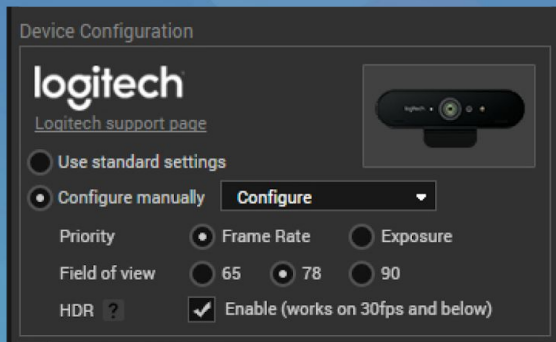 Device Configuration
logitech
Logitech support page
Use standard settings
Configure manually Configure
Priority Frame Rate Exposure
Field of view 65 78 90
HDR ? Enable (works on 30fps and below)